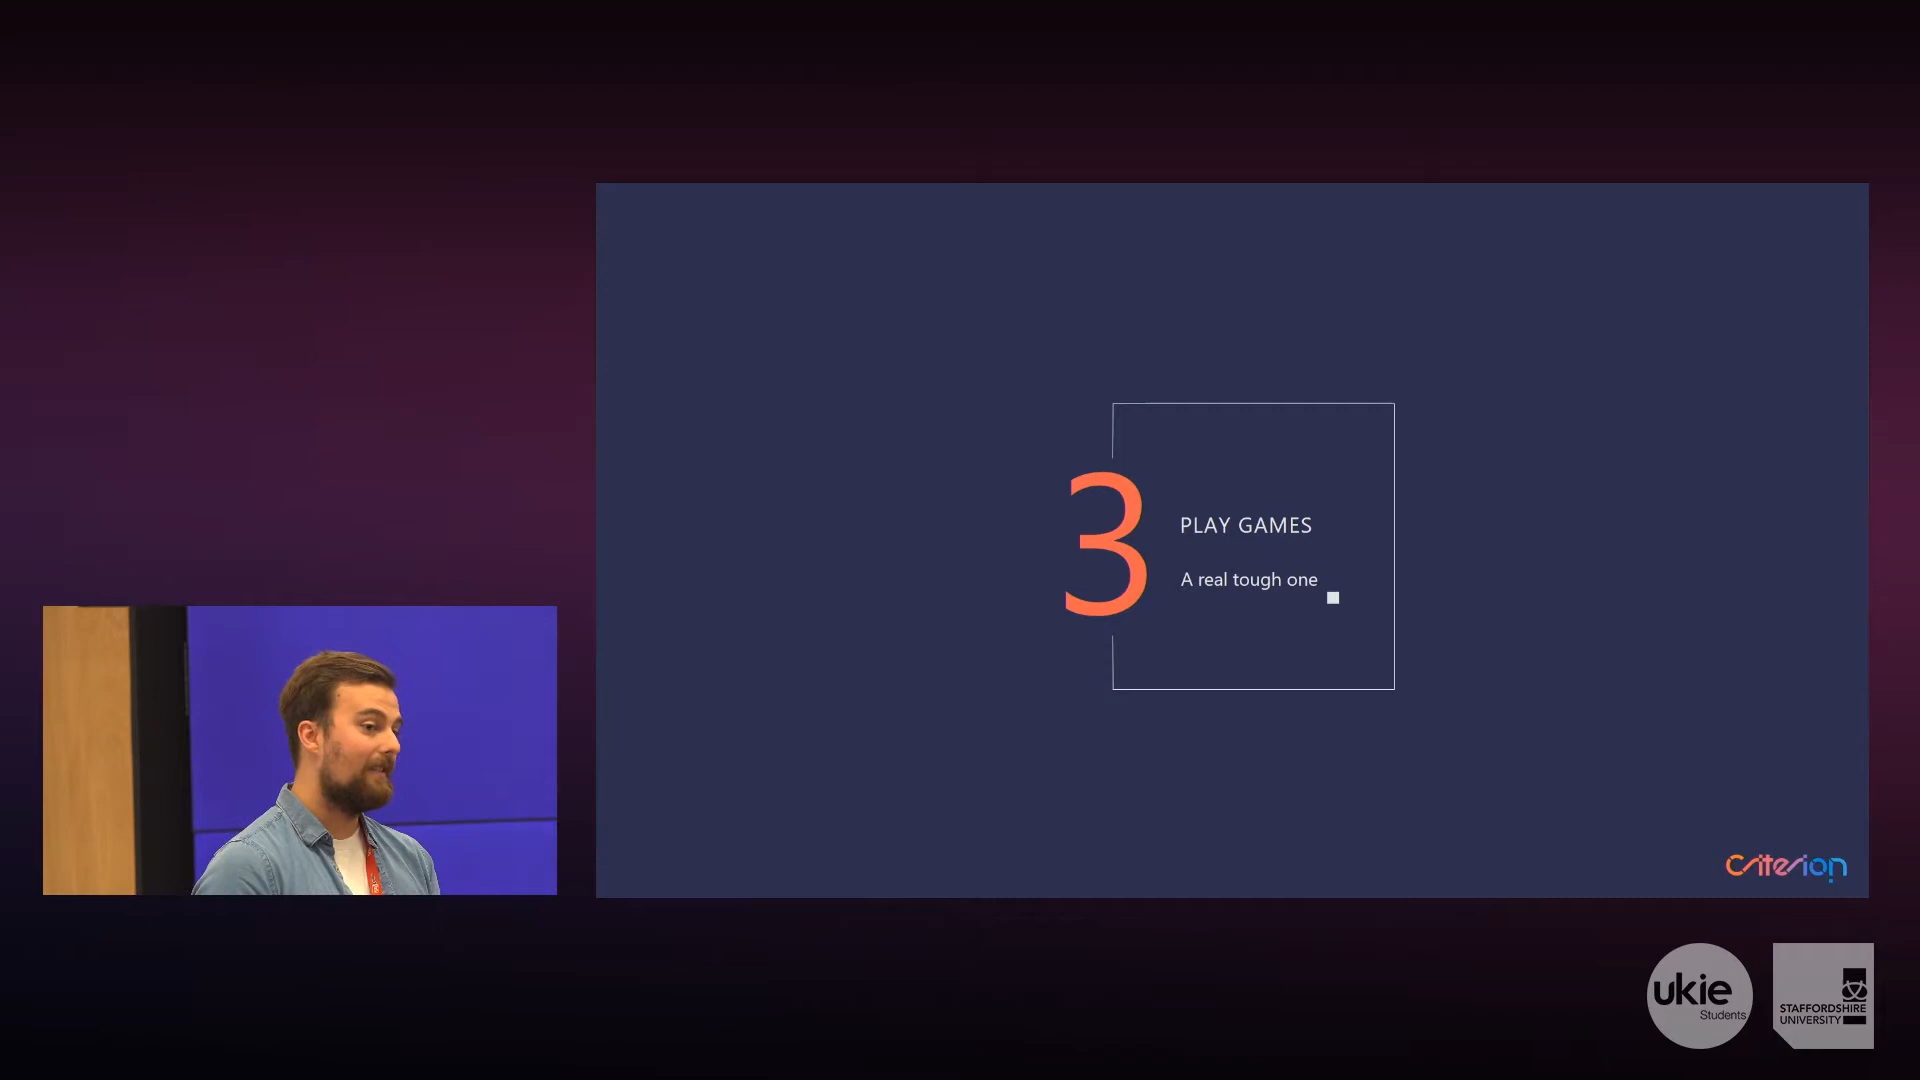 3
PLAY GAMES
A real tough one
Criterion
ukie
Students
STAFFORDSHIRE
UNIVERSITY